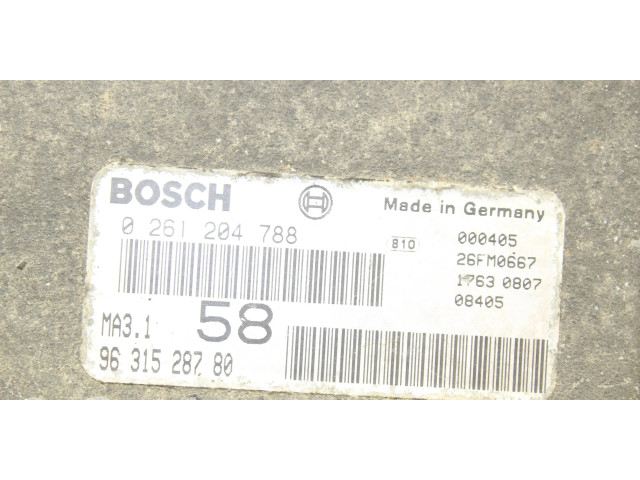 BOSCH
Made in Germany
0 261 204 788
810
000405
26FM0667
1763 0807
08405
MA3.1
58
96 315 287 80